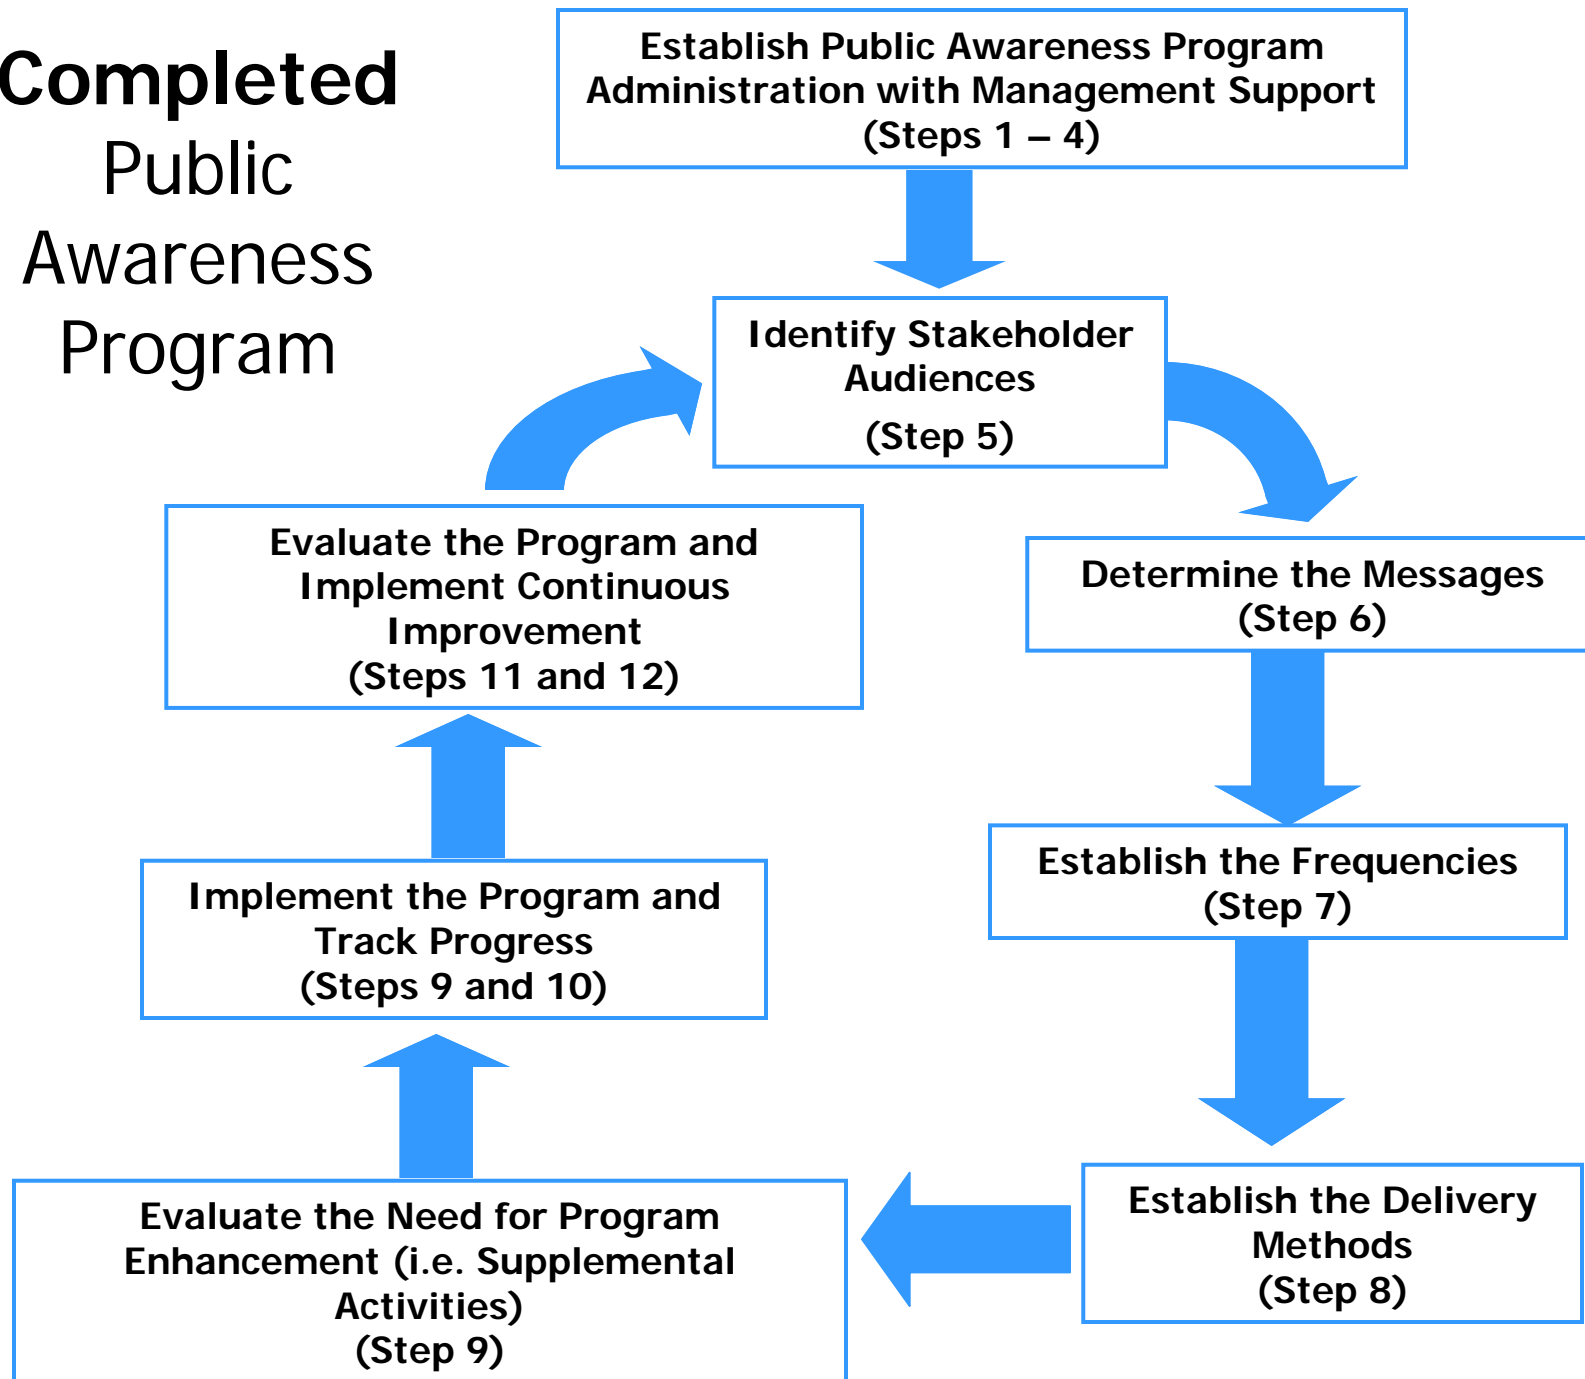 Completed
Public
Awareness
Program
Establish Public Awareness Program
Administration with Management Support
(Steps 1 – 4)
Identify Stakeholder
Audiences
(Step 5)
Determine the Messages
(Step 6)
Establish the Frequencies
(Step 7)
Establish the Delivery
Methods
(Step 8)
Evaluate the Need for Program
Enhancement (i.e. Supplemental
Activities)
(Step 9)
Implement the Program and
Track Progress
(Steps 9 and 10)
Evaluate the Program and
Implement Continuous
Improvement
(Steps 11 and 12)